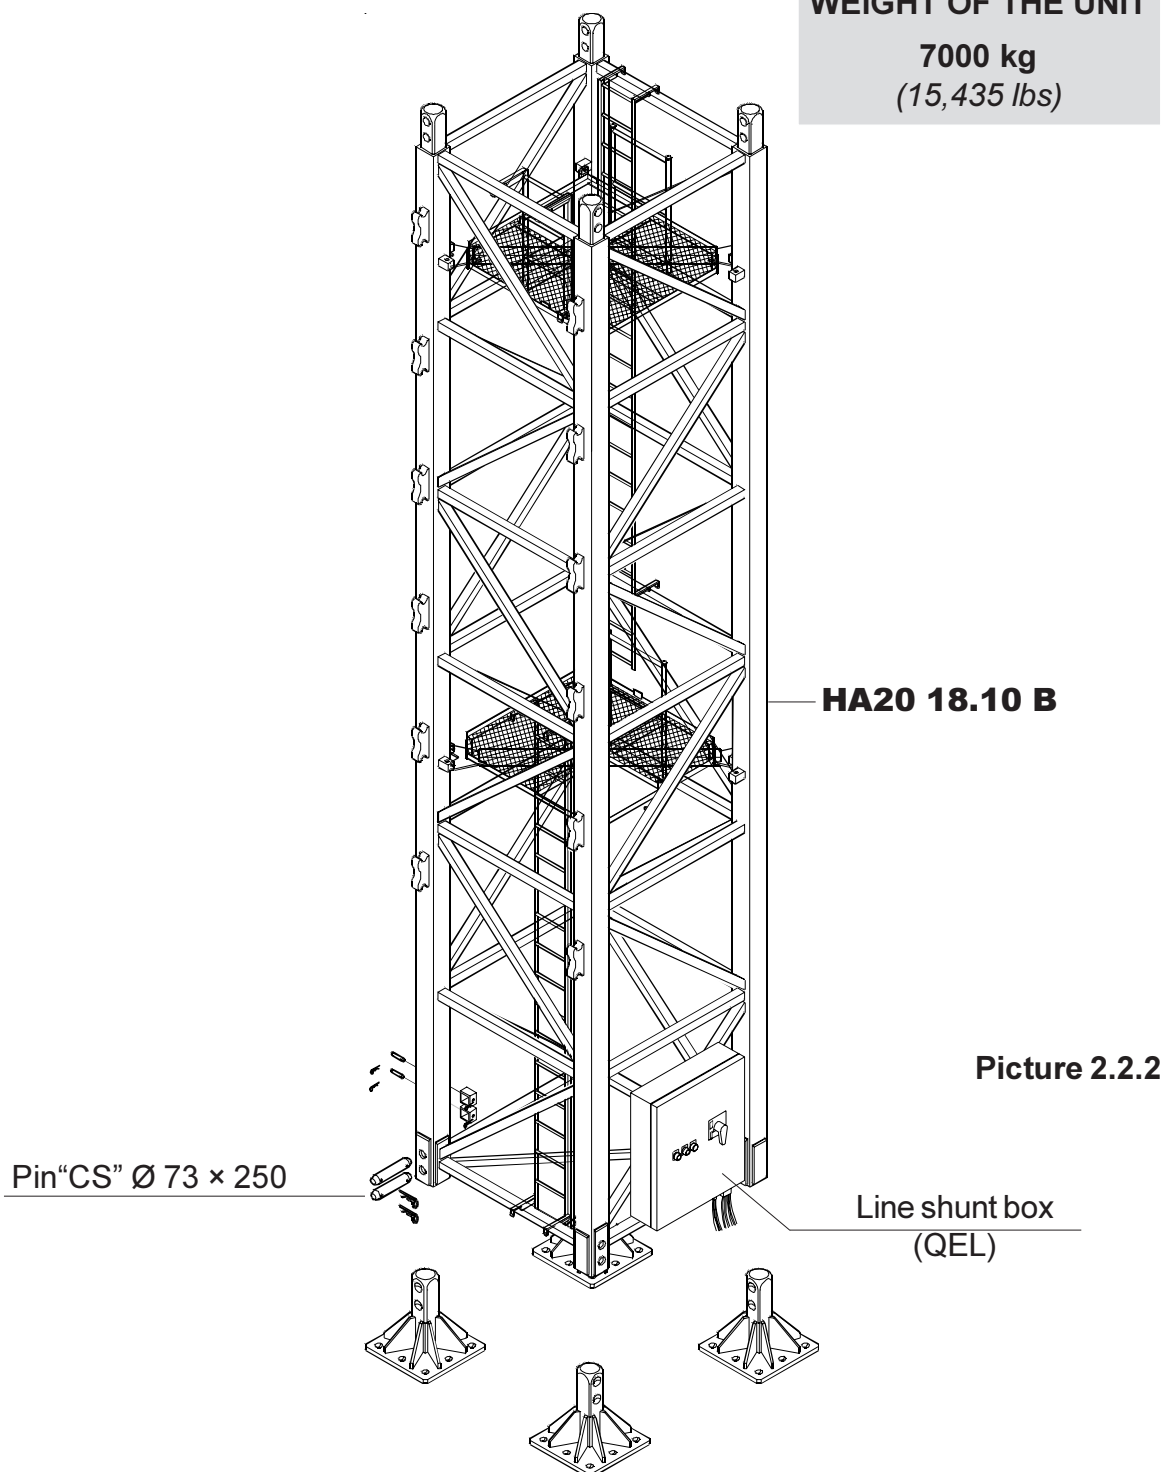 WEIGHT OF THE UNIT
7000 kg
(15,435 lbs)
HA20 18.10 B
Picture 2.2.2
Pin“CS” Ø 73 × 250
Line shunt box
(QEL)